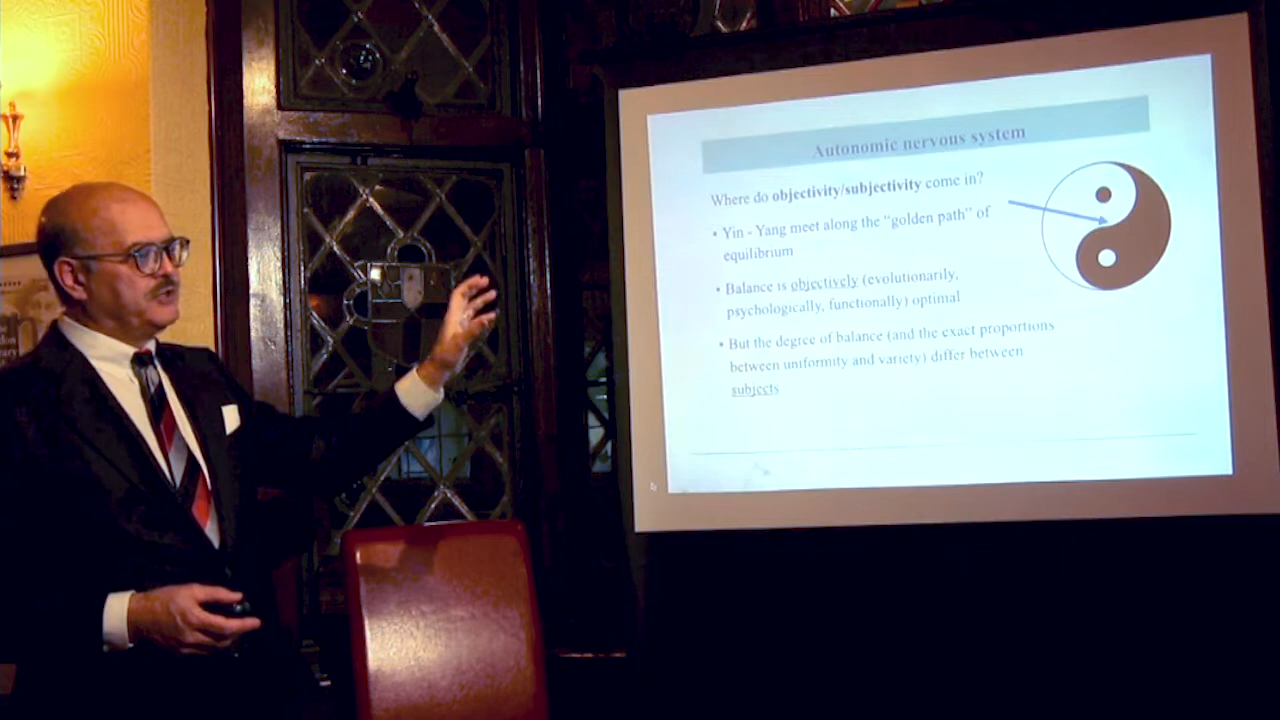 Autonomic nervous system
Where do objectivity/subjectivity come in?
• Yin - Yang meet along the “golden path” of
equilibrium
• Balance is objectively (evolutionarily,
psychologically, functionally) optimal
• But the degree of balance (and the exact proportions
between uniformity and variety) differ between
subjects